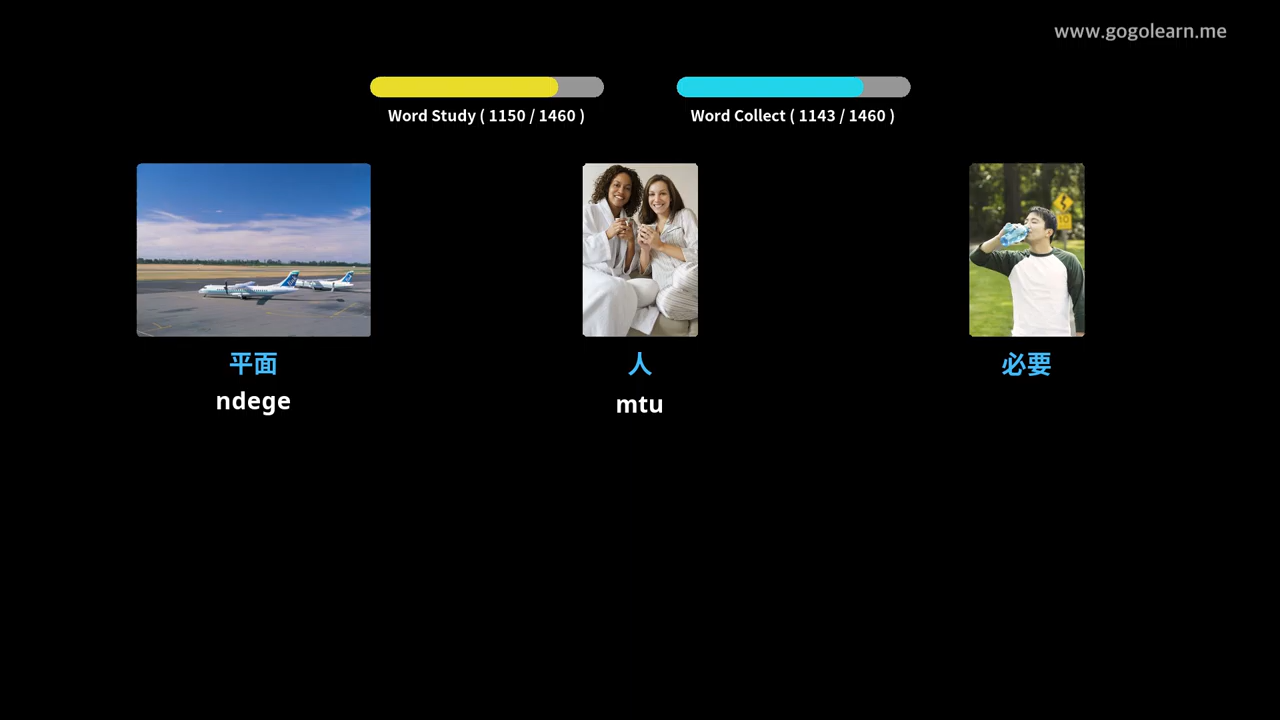 www.gogolearn.me
Word Study ( 1150 / 1460 )
Word Collect ( 1143 / 1460 )
平面
人
必要
ndege
mtu